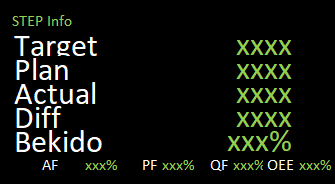 STEP Info
Target xxxx
Plan xxxx
Actual xxxx
Diff xxxx
Bekido xxx%
AF xxx% PF xxx% QF xxx% OEE xxx%